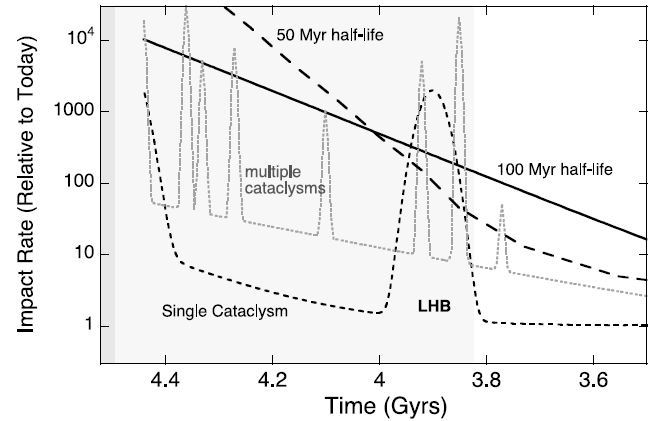 50 Myr half-life
10⁴
1000
100
10
1
Impact Rate (Relative to Today)
multiple
cataclysms
100 Myr half-life
Single Cataclysm
LHB
4.4
4.2
4
3.8
3.6
Time (Gyrs)